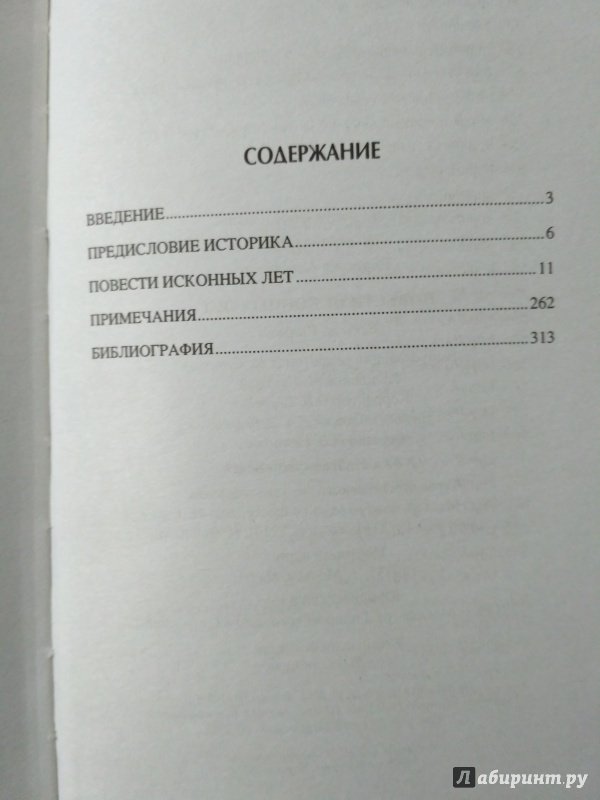 СОДЕРЖАНИЕ
ВВЕДЕНИЕ........................................................................3
ПРЕДИСЛОВИЕ ИСТОРИКА..............................................6
ПОВЕСТИ ИСКОННЫХ ЛЕТ............................................11
ПРИМЕЧАНИЯ................................................................262
БИБЛИОГРАФИЯ............................................................313
Лабиринт.ру